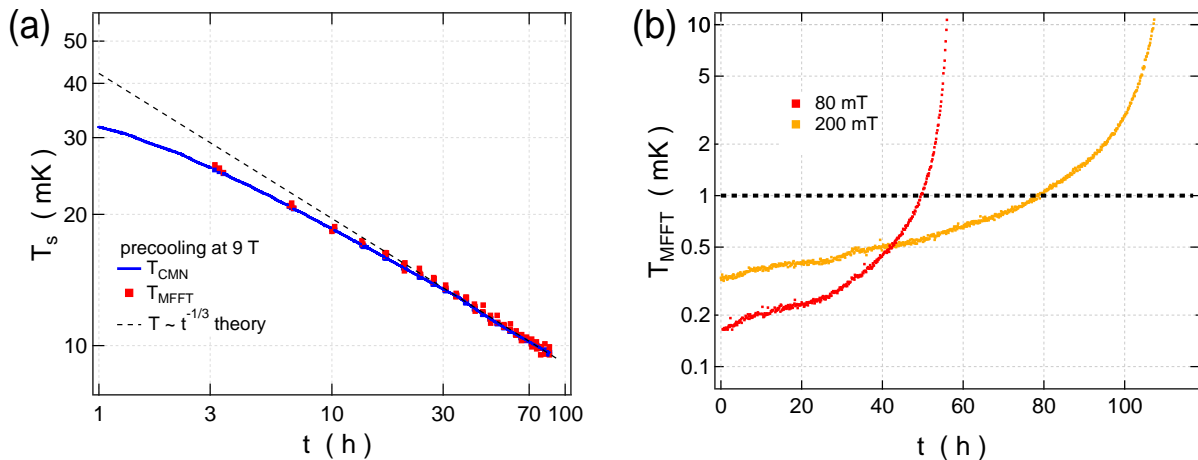 (a)
50
40
30
20
10
T_s (mK)
precooling at 9 T
T_CMN
T_MFFT
T ~ t^-1/3 theory
1
3
10
30
70
100
t (h)
(b)
10
5
2
1
0.5
0.2
0.1
T_MFFT (mK)
80 mT
200 mT
0
20
40
60
80
100
t (h)